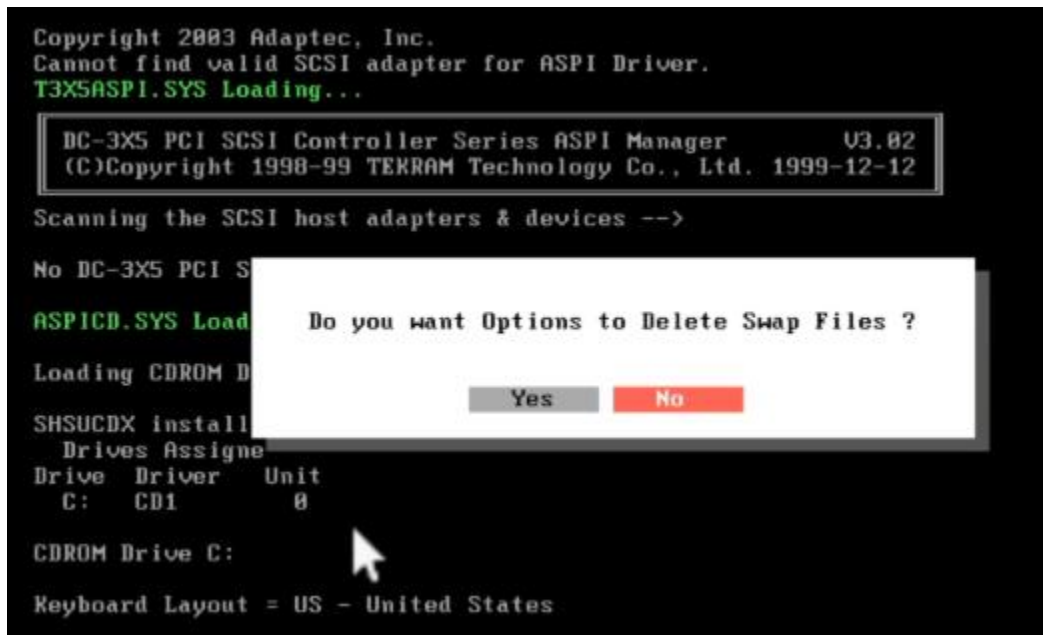 Copyright 2003 Adaptec, Inc.
Cannot find valid SCSI adapter for ASPI Driver.
T3X5ASPI.SYS Loading...
DC-3X5 PCI SCSI Controller Series ASPI Manager V3.02
(C)Copyright 1998-99 TEKRAM Technology Co., Ltd. 1999-12-12
Scanning the SCSI host adapters & devices -->
No DC-3X5 PCI S
ASPICD.SYS Load
Do you want Options to Delete Swap Files ?
Loading CDROM D
Yes No
SHSUCDX install
Drives Assigne
Drive Driver Unit
C: CD1 0
CDROM Drive C:
Keyboard Layout = US - United States